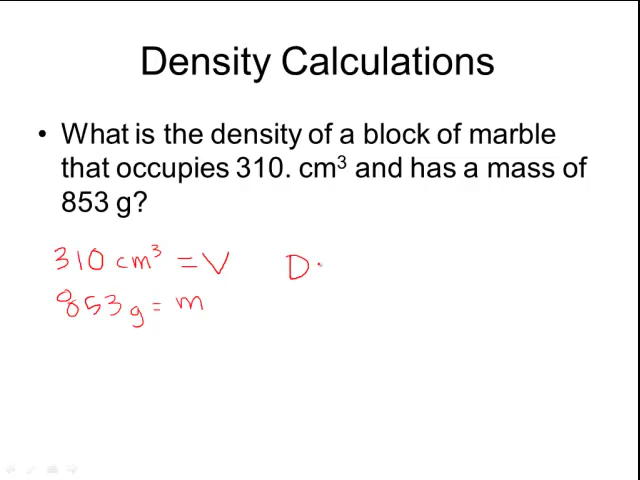 Density Calculations
• What is the density of a block of marble
that occupies 310. cm³ and has a mass of
853 g?
310 cm³ = V D
853 g = m